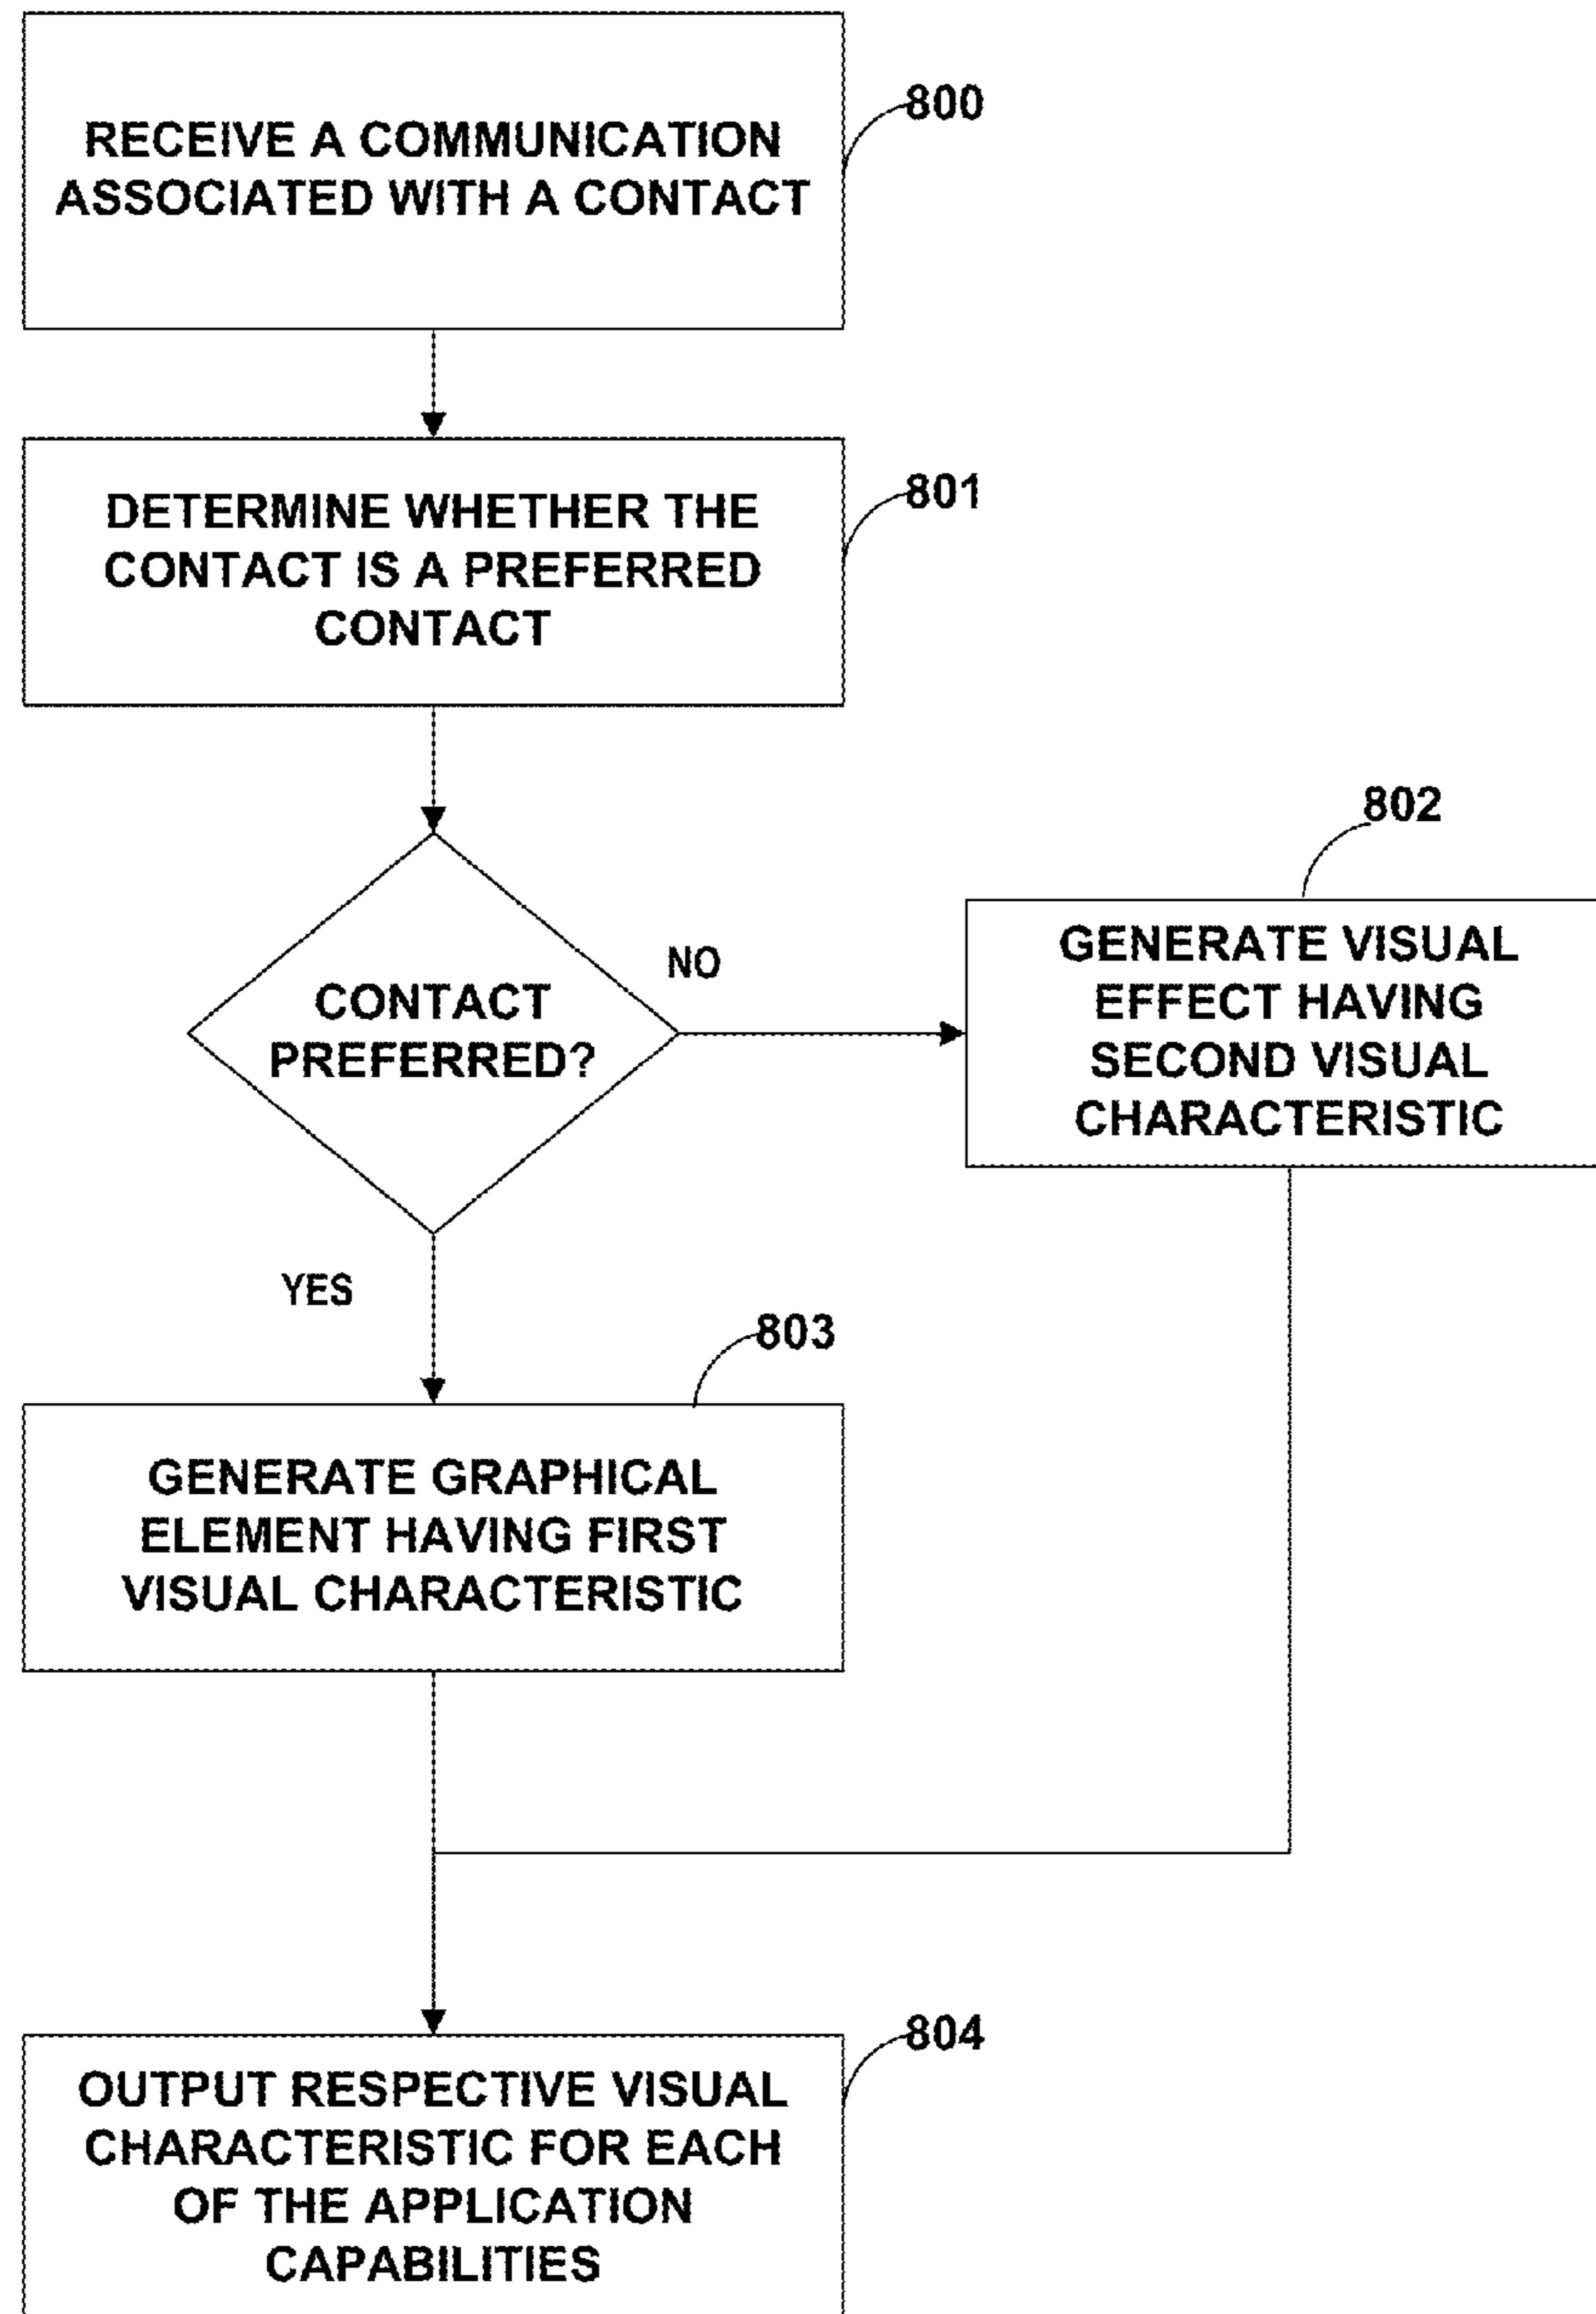 RECEIVE A COMMUNICATION
ASSOCIATED WITH A CONTACT
800
DETERMINE WHETHER THE
CONTACT IS A PREFERRED
CONTACT
801
CONTACT
PREFERRED?
NO
802
GENERATE VISUAL
EFFECT HAVING
SECOND VISUAL
CHARACTERISTIC
YES
803
GENERATE GRAPHICAL
ELEMENT HAVING FIRST
VISUAL CHARACTERISTIC
804
OUTPUT RESPECTIVE VISUAL
CHARACTERISTIC FOR EACH
OF THE APPLICATION
CAPABILITIES